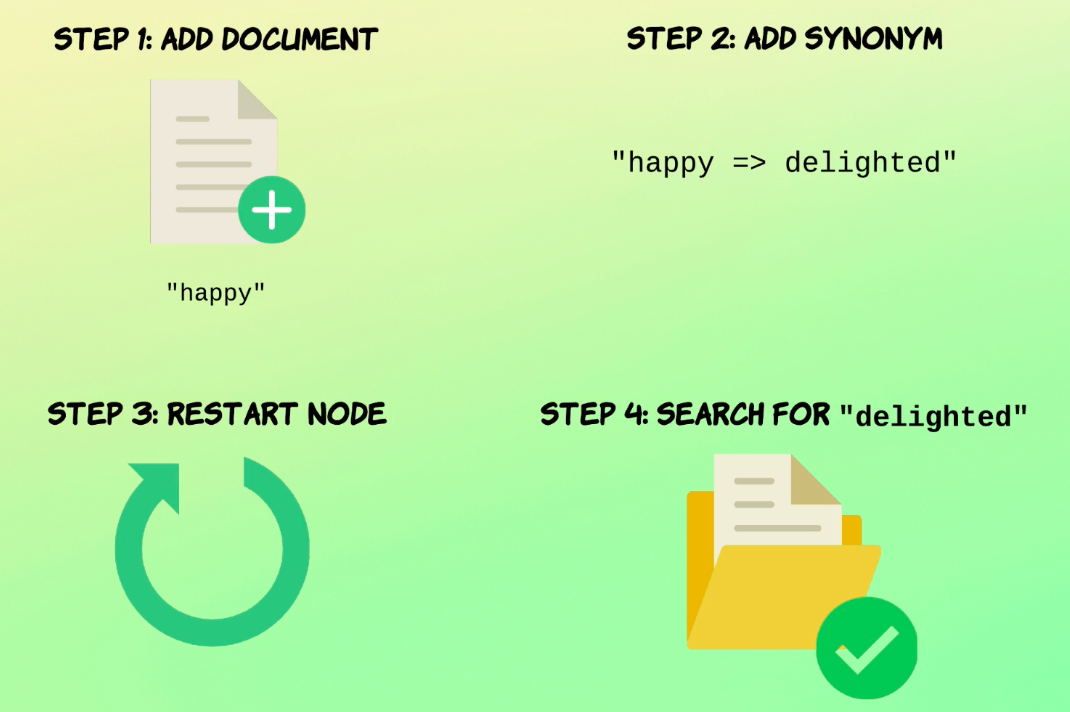 STEP 1: ADD DOCUMENT
"happy"
STEP 2: ADD SYNONYM
"happy => delighted"
STEP 3: RESTART NODE
STEP 4: SEARCH FOR "delighted"